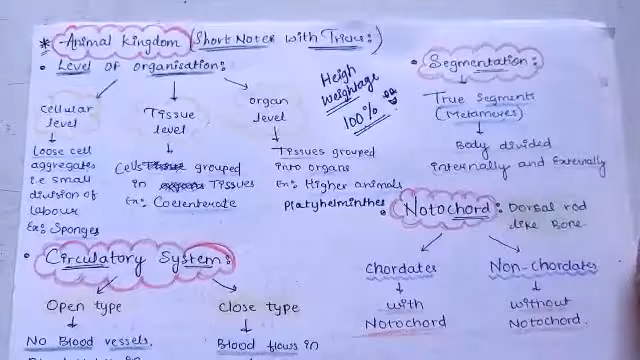 * Animal Kingdom (Short Notes with Tricks:)
• Level of organisation:
Cellular
level
Loose cell
aggregates
i.e small
division of
labour
Ex: Sponges
Tissue
level
Cells grouped
in Tissues
Ex: Coelenterate
organ
level
Tissues grouped
into organs
Ex: Higher animals
Platyhelminthes
Heigh
weightage
100%
• Segmentation:
True Segments
(Metameres)
Body divided
internally and Externally
• Notochord: Dorsal rod
like Bone.
Chordates
with
Notochord
Non-chordates
without
Notochord.
• Circulatory System:
Open type
No Blood vessels,
Close type
Blood flows in